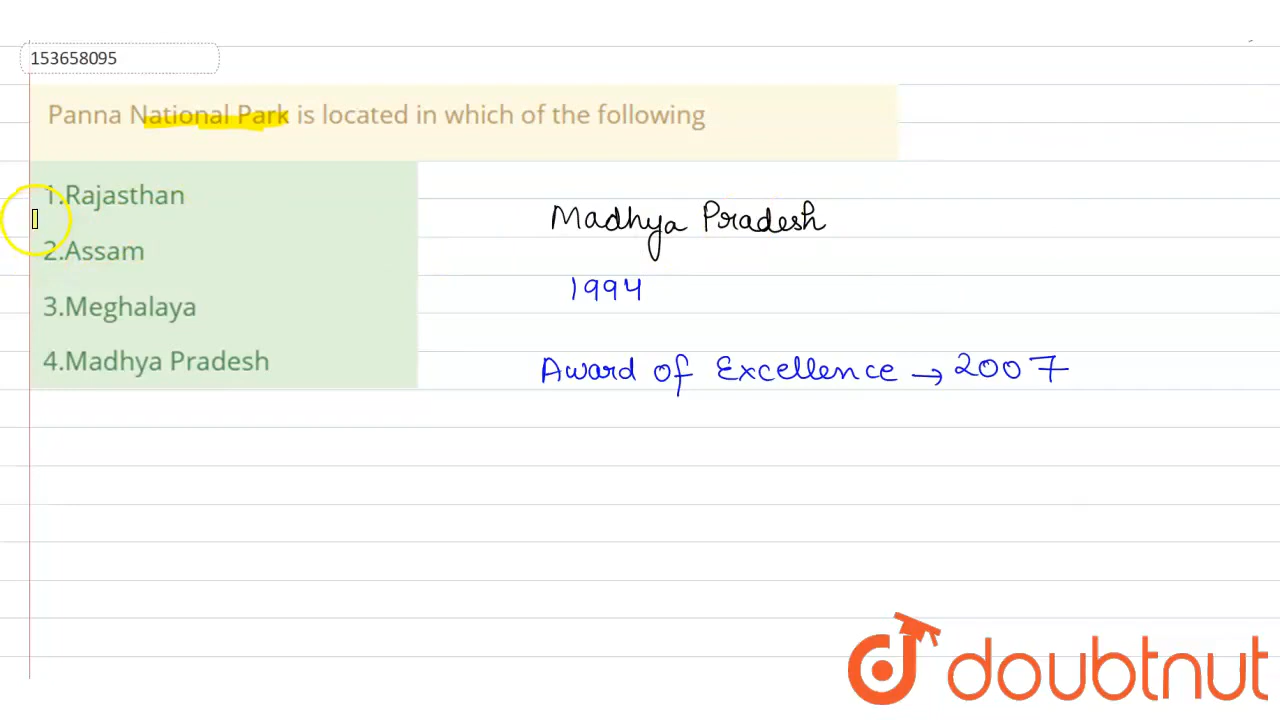 153658095
Panna National Park is located in which of the following
1.Rajasthan
2.Assam
3.Meghalaya
4.Madhya Pradesh
Madhya Pradesh
1994
Award of Excellence → 2007
doubtnut